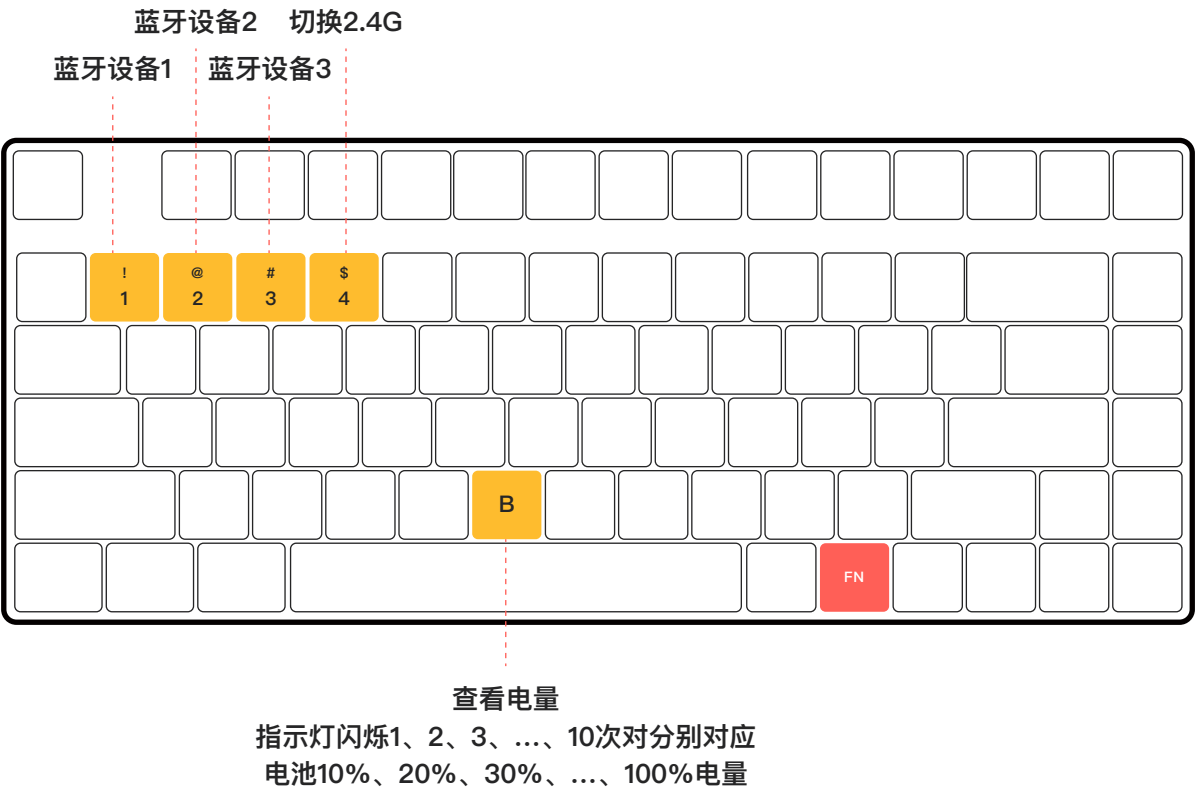 蓝牙设备2 切换2.4G
蓝牙设备1 蓝牙设备3
! @ # $
1 2 3 4
B
FN
查看电量
指示灯闪烁1、2、3、...、10次对分别对应
电池10%、20%、30%、...、100%电量